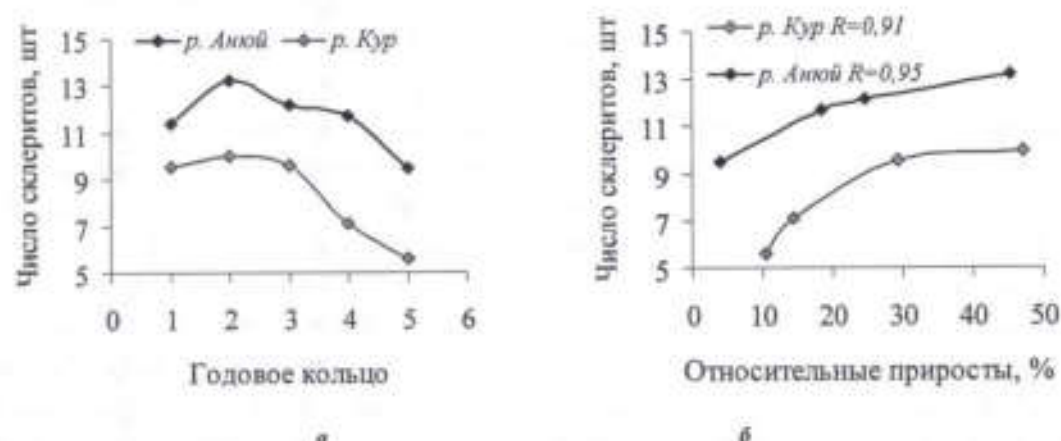 Число склеритов, шт
15
13
11
9
7
5
р. Анюй р. Кур
0 1 2 3 4 5 6
Годовое кольцо
а
Число склеритов, шт
15
13
11
9
7
5
р. Кур R=0,91
р. Анюй R=0,95
0 10 20 30 40 50
Относительные приросты, %
б